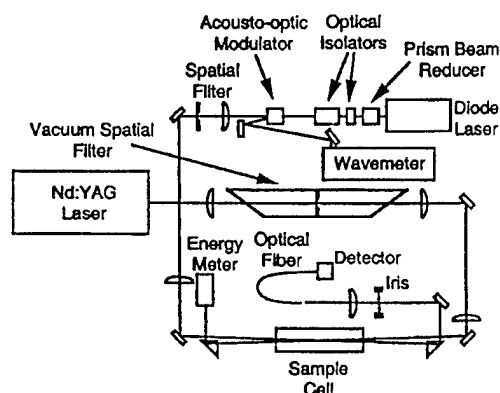 Acousto-optic
Modulator
Optical
Isolators
Prism Beam
Reducer
Spatial
Filter
Diode
Laser
Vacuum Spatial
Filter
Wavemeter
Nd:YAG
Laser
Energy
Meter
Optical
Fiber
Detector
Iris
Sample
Cell